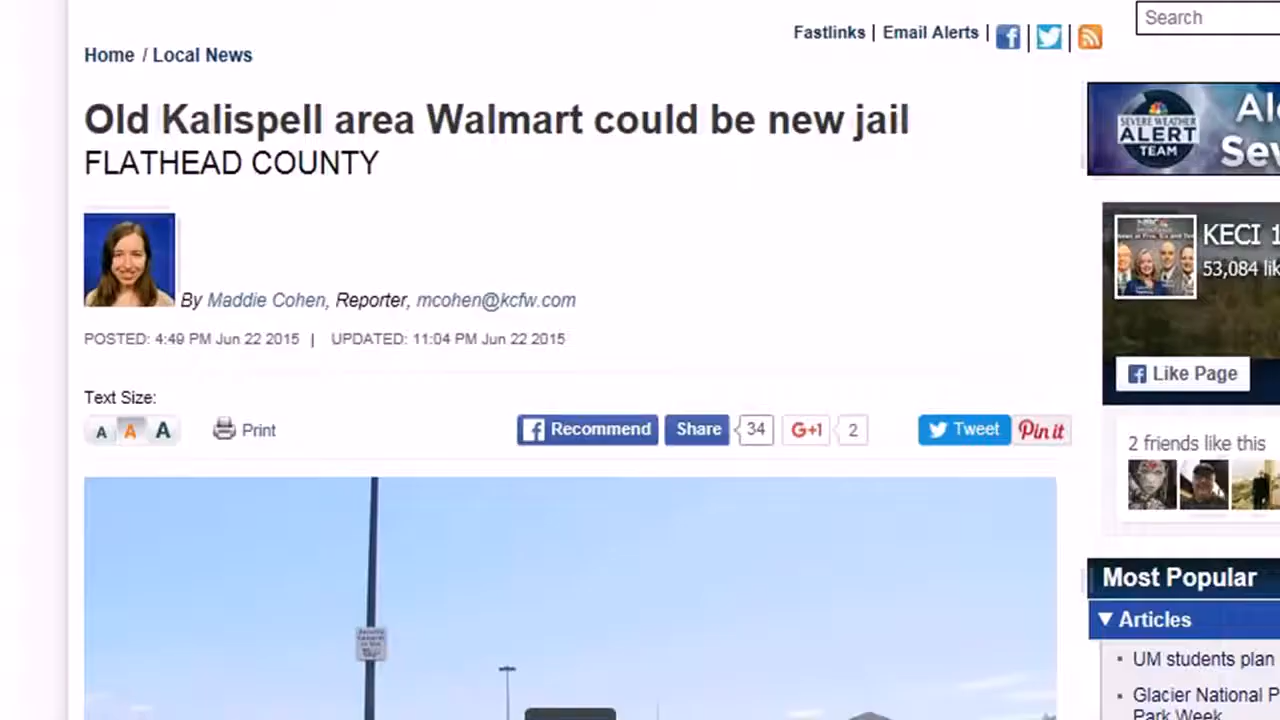 Search
Fastlinks | Email Alerts |
Home / Local News
Old Kalispell area Walmart could be new jail
FLATHEAD COUNTY
SEVERE WEATHER
ALERT
TEAM
By Maddie Cohen, Reporter, mcohen@kcfw.com
POSTED: 4:49 PM Jun 22 2015 | UPDATED: 11:04 PM Jun 22 2015
KECI 1
53,084
Like Page
Text Size:
A A A Print
Recommend Share 34 G+1 2 Tweet Pin it
2 friends like this
Most Popular
Articles
UM students plan
Glacier National P
Park Week